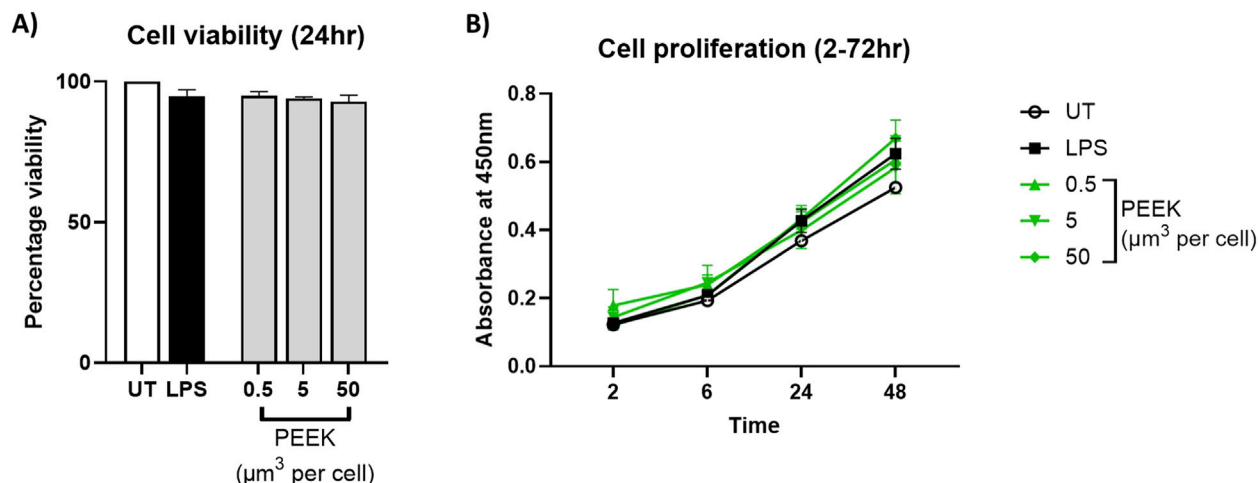 A)
Cell viability (24hr)
Percentage viability
100
50
0
UT LPS 0.5 5 50
PEEK
(μm³ per cell)
B)
Cell proliferation (2-72hr)
Absorbance at 450nm
0.8
0.6
0.4
0.2
0.0
2 6 24 48
Time
UT
LPS
0.5
5
50
PEEK
(μm³ per cell)